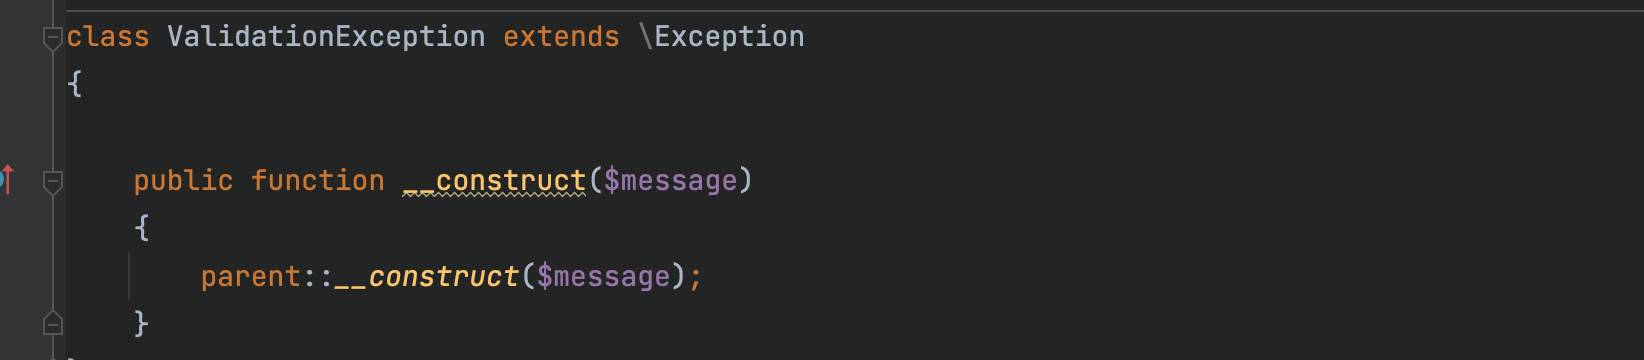 class ValidationException extends \Exception
{
public function __construct($message)
{
parent::__construct($message);
}